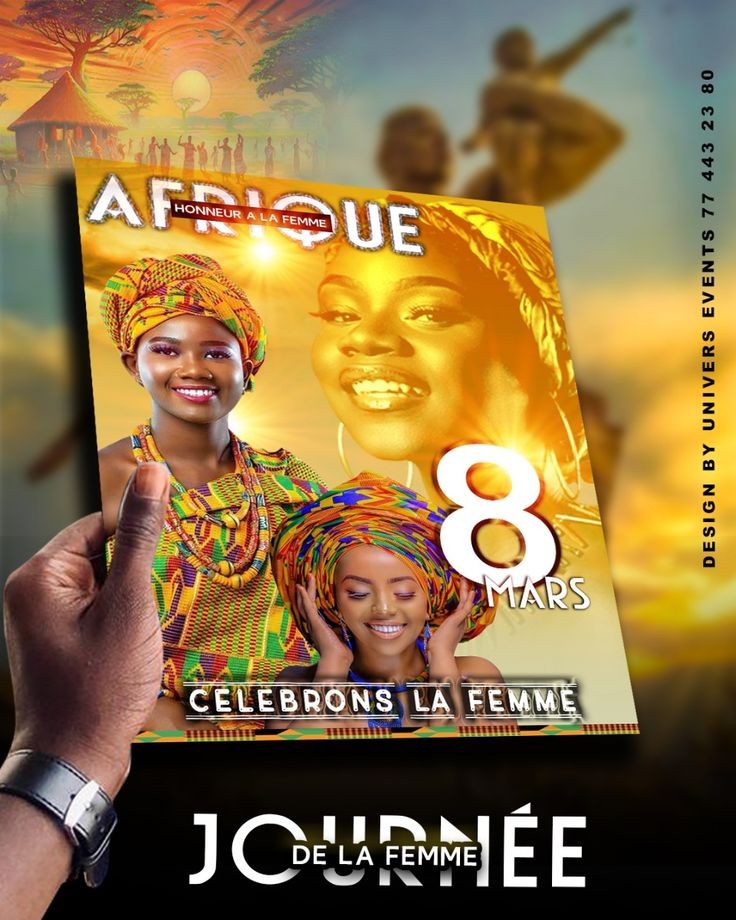 AFRIQUE
HONNEUR A LA FEMME
8
MARS
CELEBRONS LA FEMME
JOURNÉE
DE LA FEMME
DESIGN BY UNIVERS EVENTS 77 443 23 80